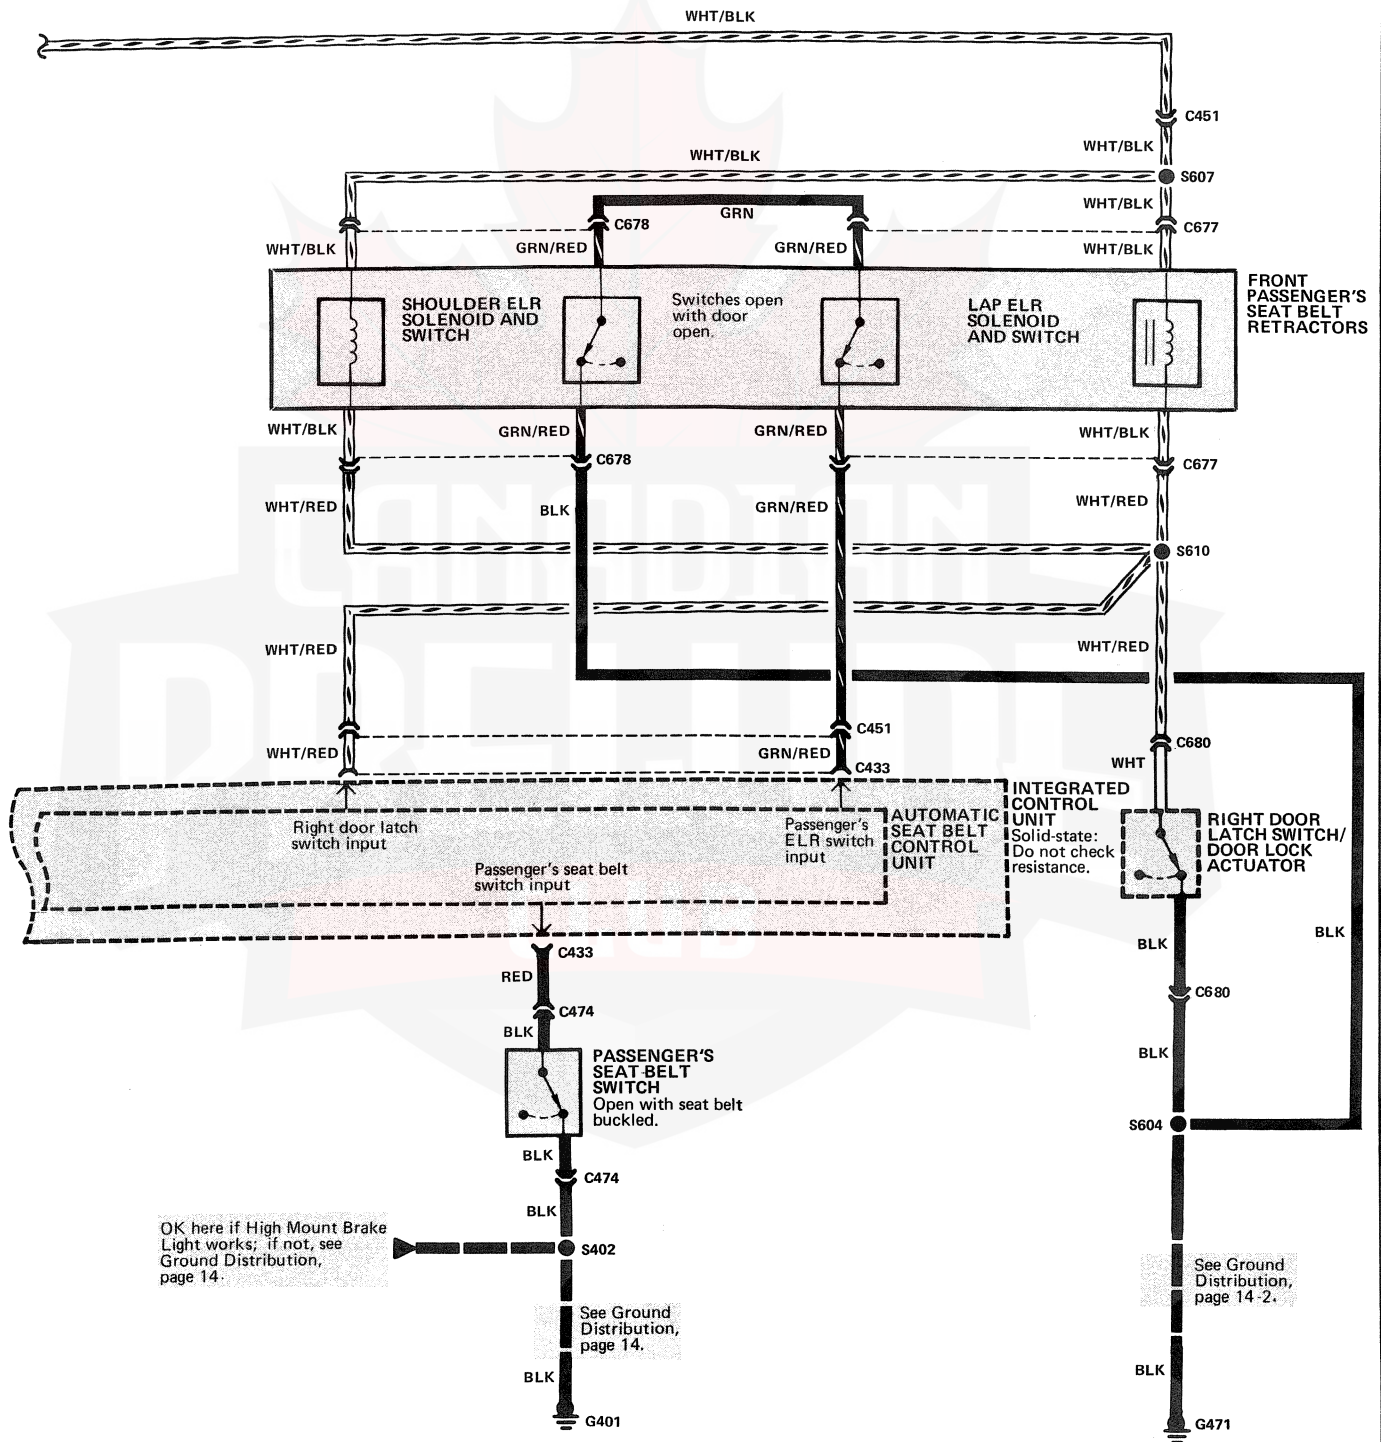 WHT/BLK
C451
WHT/BLK
WHT/BLK
S607
WHT/BLK
GRN
C678
C677
WHT/BLK
GRN/RED
GRN/RED
WHT/BLK
SHOULDER ELR
SOLENOID AND
SWITCH
Switches open
with door
open.
LAP ELR
SOLENOID
AND SWITCH
FRONT
PASSENGER'S
SEAT BELT
RETRACTORS
WHT/BLK
GRN/RED
GRN/RED
WHT/BLK
C678
C677
WHT/RED
BLK
GRN/RED
WHT/RED
S610
CANADIAN
PRELUDE
CLUB
WHT/RED
WHT/RED
C451
C680
WHT/RED
GRN/RED
C433
WHT
Right door latch
switch input
Passenger's seat belt
switch input
Passenger's
ELR switch
input
AUTOMATIC
SEAT BELT
CONTROL
UNIT
INTEGRATED
CONTROL
UNIT
Solid-state:
Do not check
resistance.
RIGHT DOOR
LATCH SWITCH/
DOOR LOCK
ACTUATOR
C433
RED
C474
BLK
BLK
BLK
C680
BLK
PASSENGER'S
SEAT BELT
SWITCH
Open with seat belt
buckled.
S604
BLK
C474
BLK
OK here if High Mount Brake
Light works; if not, see
Ground Distribution,
page 14.
S402
See Ground
Distribution,
page 14.
See Ground
Distribution,
page 14-2.
BLK
BLK
G401
G471